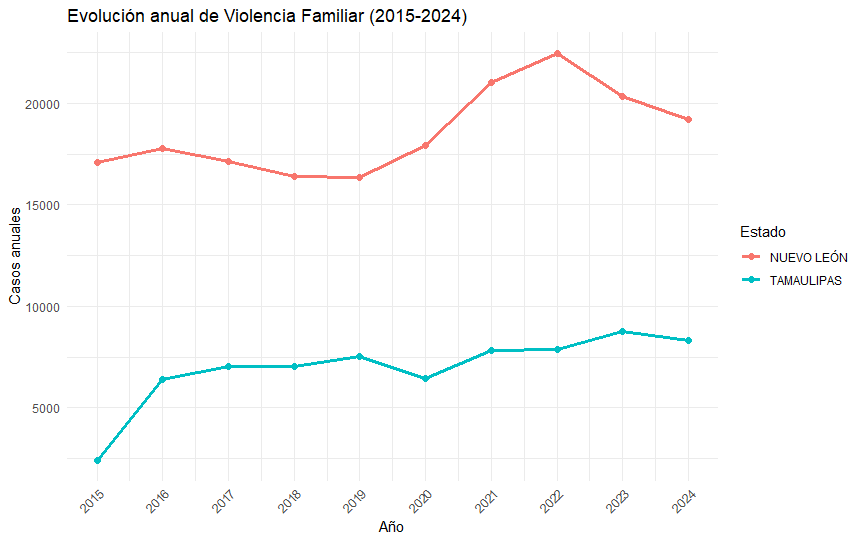 Evolución anual de Violencia Familiar (2015-2024)
Casos anuales
20000
15000
10000
5000
2015
2016
2017
2018
2019
2020
2021
2022
2023
2024
Año
Estado
NUEVO LEÓN
TAMAULIPAS